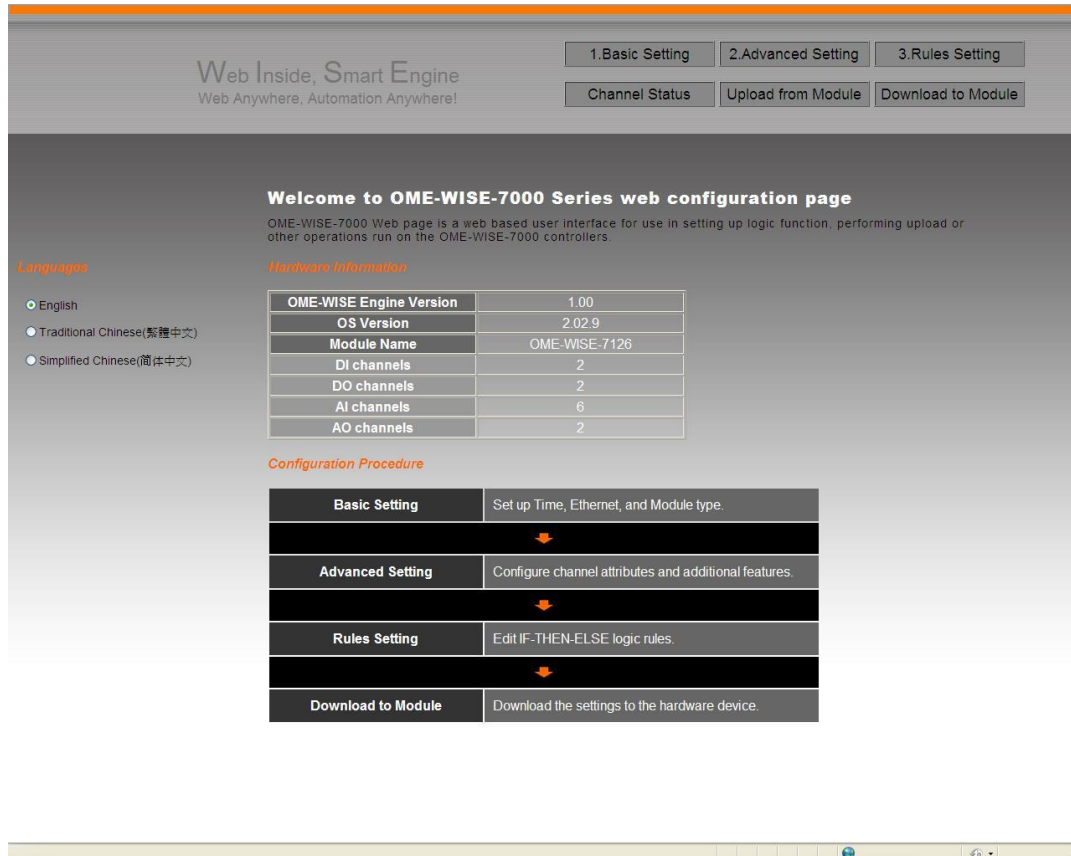 Web Inside, Smart Engine
Web Anywhere, Automation Anywhere!
1.Basic Setting
2.Advanced Setting
3.Rules Setting
Channel Status
Upload from Module
Download to Module
Welcome to OME-WISE-7000 Series web configuration page
OME-WISE-7000 Web page is a web based user interface for use in setting up logic function, performing upload or
other operations run on the OME-WISE-7000 controllers.
Languages
English
Traditional Chinese(繁體中文)
Simplified Chinese(简体中文)
Hardware Information
OME-WISE Engine Version 1.00
OS Version 2.02.9
Module Name OME-WISE-7126
DI channels 2
DO channels 2
AI channels 6
AO channels 2
Configuration Procedure
Basic Setting Set up Time, Ethernet, and Module type.
Advanced Setting Configure channel attributes and additional features.
Rules Setting Edit IF-THEN-ELSE logic rules.
Download to Module Download the settings to the hardware device.